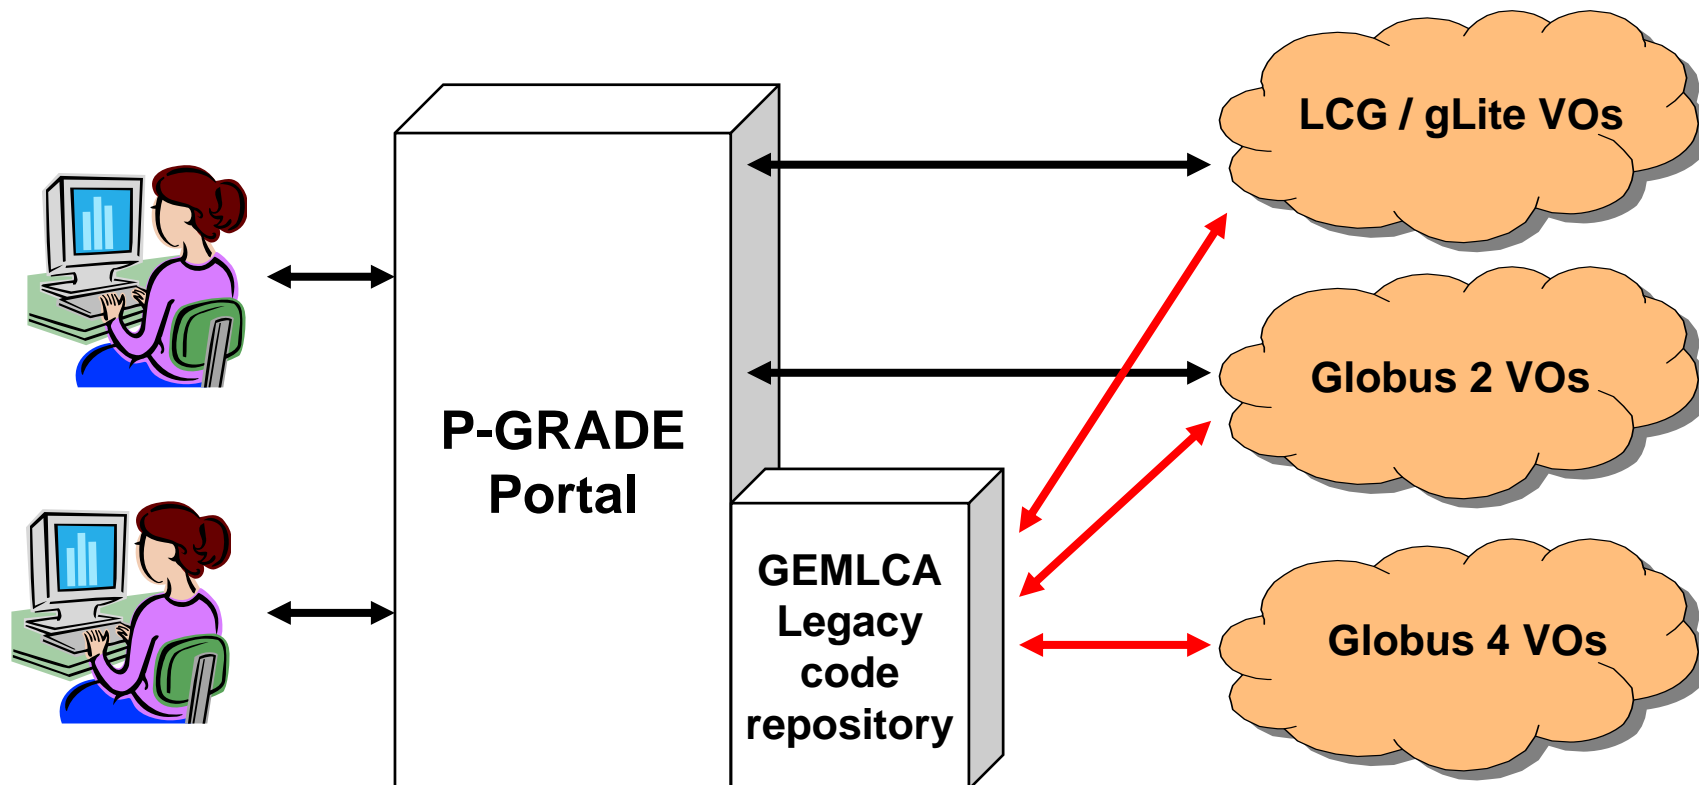 LCG / gLite VOs
Globus 2 VOs
P-GRADE
Portal
GEMLCA
Legacy
code
repository
Globus 4 VOs